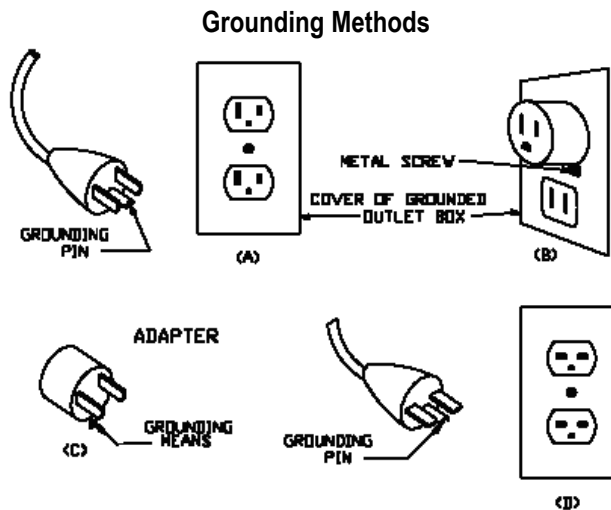 Grounding Methods
METAL SCREW
COVER OF GROUNDED
OUTLET BOX
GROUNDING
PIN
(A)
(B)
ADAPTER
GROUNDING
MEANS
(C)
GROUNDING
PIN
(D)